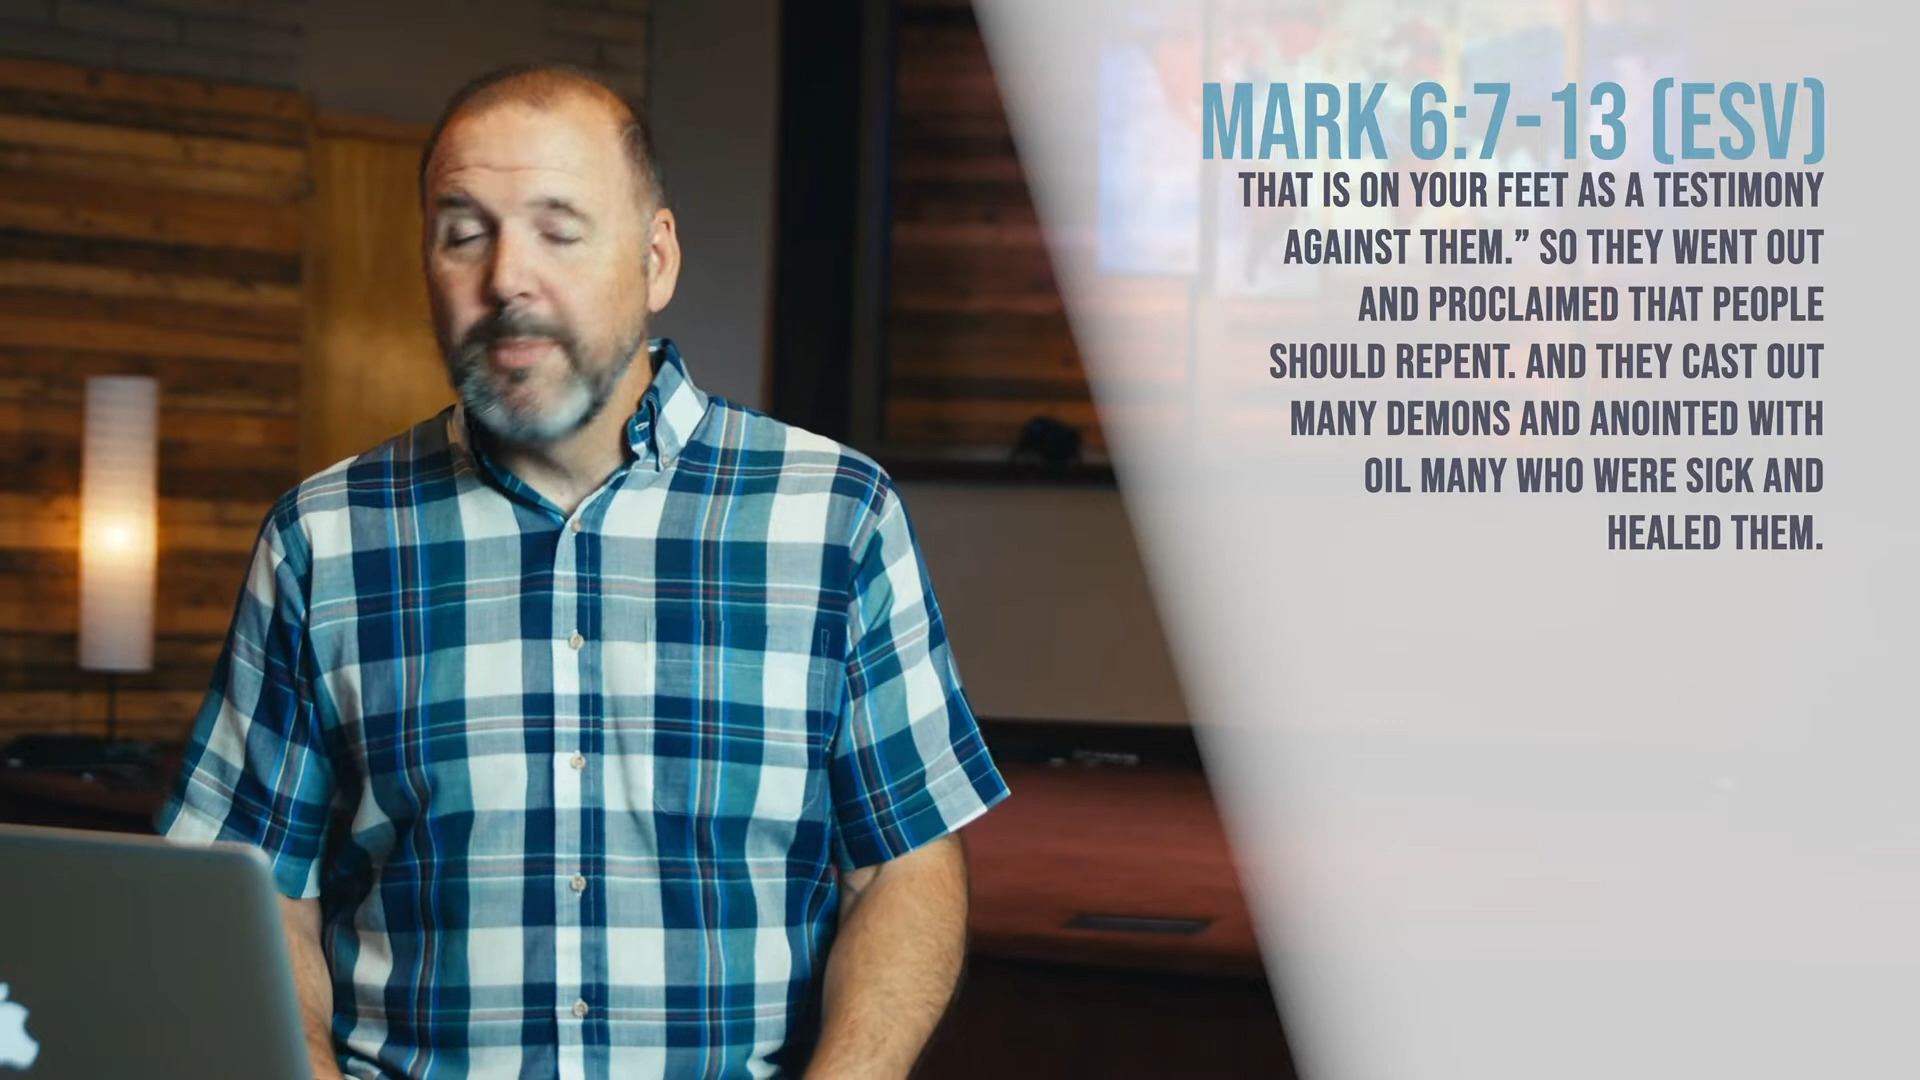 MARK 6:7-13 (ESV)
THAT IS ON YOUR FEET AS A TESTIMONY
AGAINST THEM.” SO THEY WENT OUT
AND PROCLAIMED THAT PEOPLE
SHOULD REPENT. AND THEY CAST OUT
MANY DEMONS AND ANOINTED WITH
OIL MANY WHO WERE SICK AND
HEALED THEM.